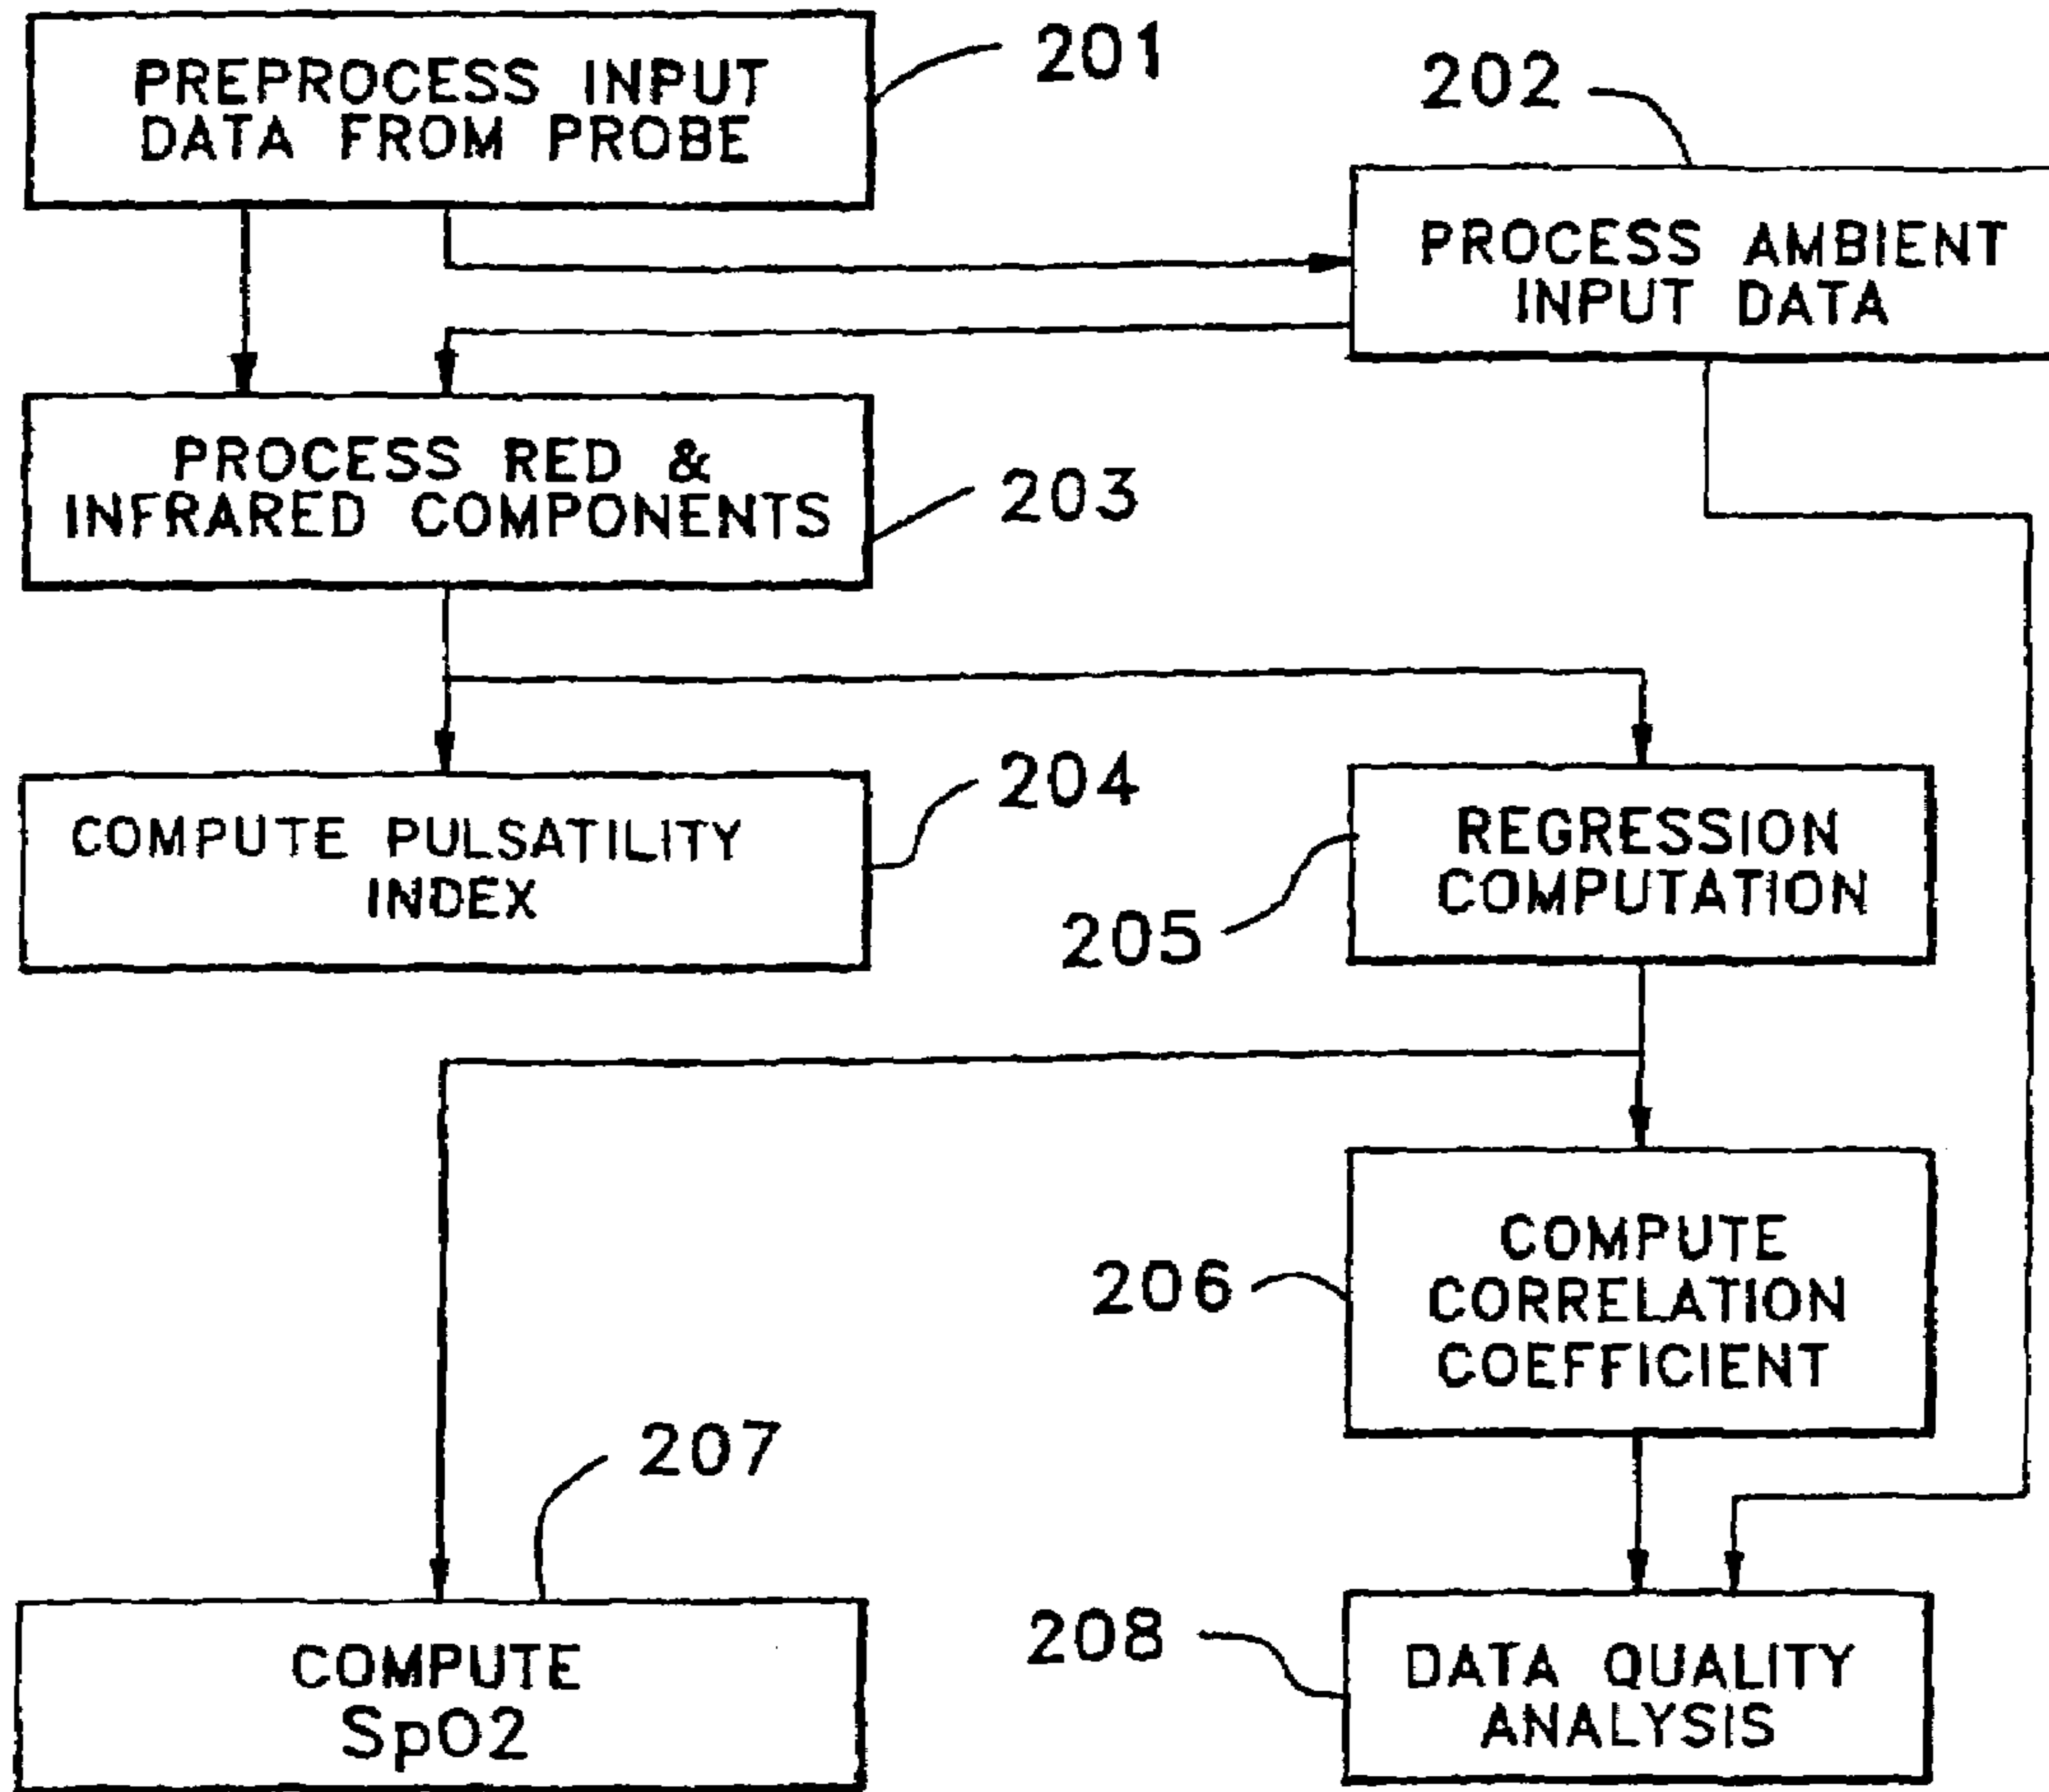 PREPROCESS INPUT
DATA FROM PROBE
201
202
PROCESS AMBIENT
INPUT DATA
PROCESS RED &
INFRARED COMPONENTS
203
COMPUTE PULSATILITY
INDEX
204
REGRESSION
COMPUTATION
205
COMPUTE
CORRELATION
COEFFICIENT
206
207
COMPUTE
SpO2
208
DATA QUALITY
ANALYSIS